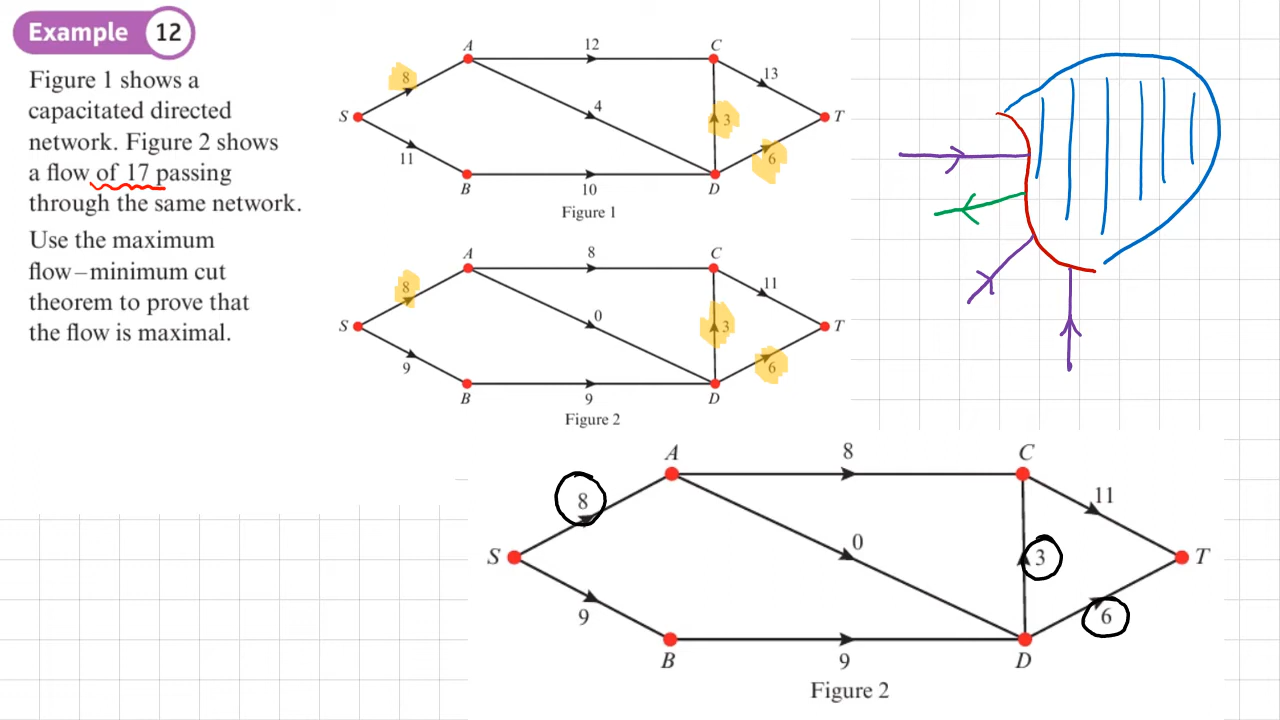 Example 12
Figure 1 shows a
capacitated directed
network. Figure 2 shows
a flow of 17 passing
through the same network.
Use the maximum
flow–minimum cut
theorem to prove that
the flow is maximal.
A 12 C
8 13
S 4 3 T
11 6
B 10 D
Figure 1
A 8 C
8 11
S 0 3 T
9 6
B 9 D
Figure 2
A 8 C
8 11
S 0 3 T
9 6
B 9 D
Figure 2